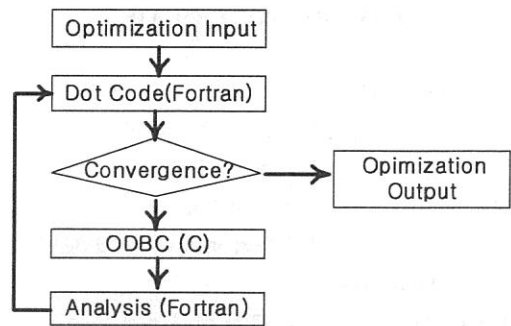 Optimization Input
Dot Code(Fortran)
Convergence?
Opimization
Output
ODBC (C)
Analysis (Fortran)